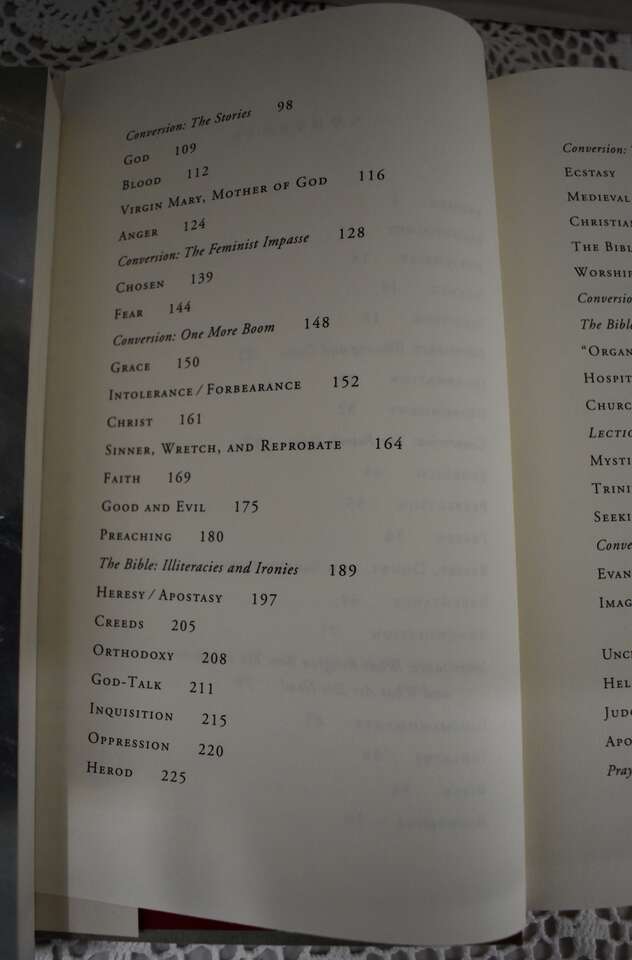 Conversion: The Stories 98
God 109
Blood 112
Virgin Mary, Mother of God 116
Anger 124
Conversion: The Feminist Impasse 128
Chosen 139
Fear 144
Conversion: One More Boom 148
Grace 150
Intolerance / Forbearance 152
Christ 161
Sinner, Wretch, and Reprobate 164
Faith 169
Good and Evil 175
Preaching 180
The Bible: Illiteracies and Ironies 189
Heresy / Apostasy 197
Creeds 205
Orthodoxy 208
God-Talk 211
Inquisition 215
Oppression 220
Herod 225
Conversion:
Ecstasy
Medieval
Christian
The Bibl
Worship
Conversio
The Bible
"Organ
Hospit
Church
Lectio
Mysti
Trini
Seeki
Conve
Evan
Imag
Unc
Hel
Jud
Apo
Pray